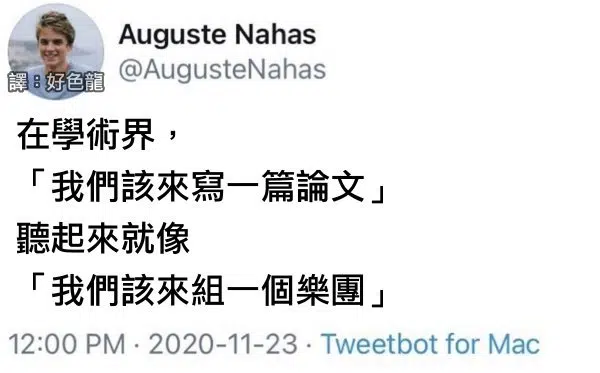 Auguste Nahas
@AugusteNahas
譯：好色龍
在學術界，
「我們該來寫一篇論文」
聽起來就像
「我們該來組一個樂團」
12:00 PM · 2020-11-23 · Tweetbot for Mac